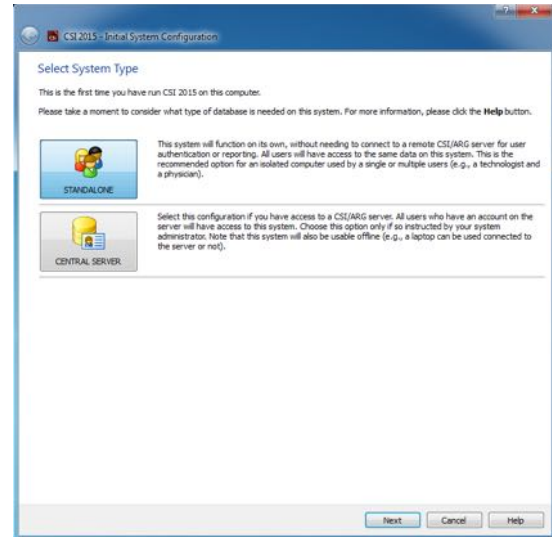 CSI 2015 - Initial System Configuration
Select System Type
This is the first time you have run CSI 2015 on this computer.
Please take a moment to consider what type of database is needed on this system. For more information, please click the Help button.
This system will function on its own, without needing to connect to a remote CSI/ARG server for user
authentication or reporting. All users will have access to the same data on this system. This is the
recommended option for an isolated computer used by a single or multiple users (e.g., a technologist and
a physician).
STANDALONE
Select this configuration if you have access to a CSI/ARG server. All users who have an account on the
server will have access to this system. Choose this option only if so instructed by your system
administrator. Note that this system will also be usable offline (e.g., a laptop can be used connected to
the server or not).
CENTRAL SERVER
Next
Cancel
Help